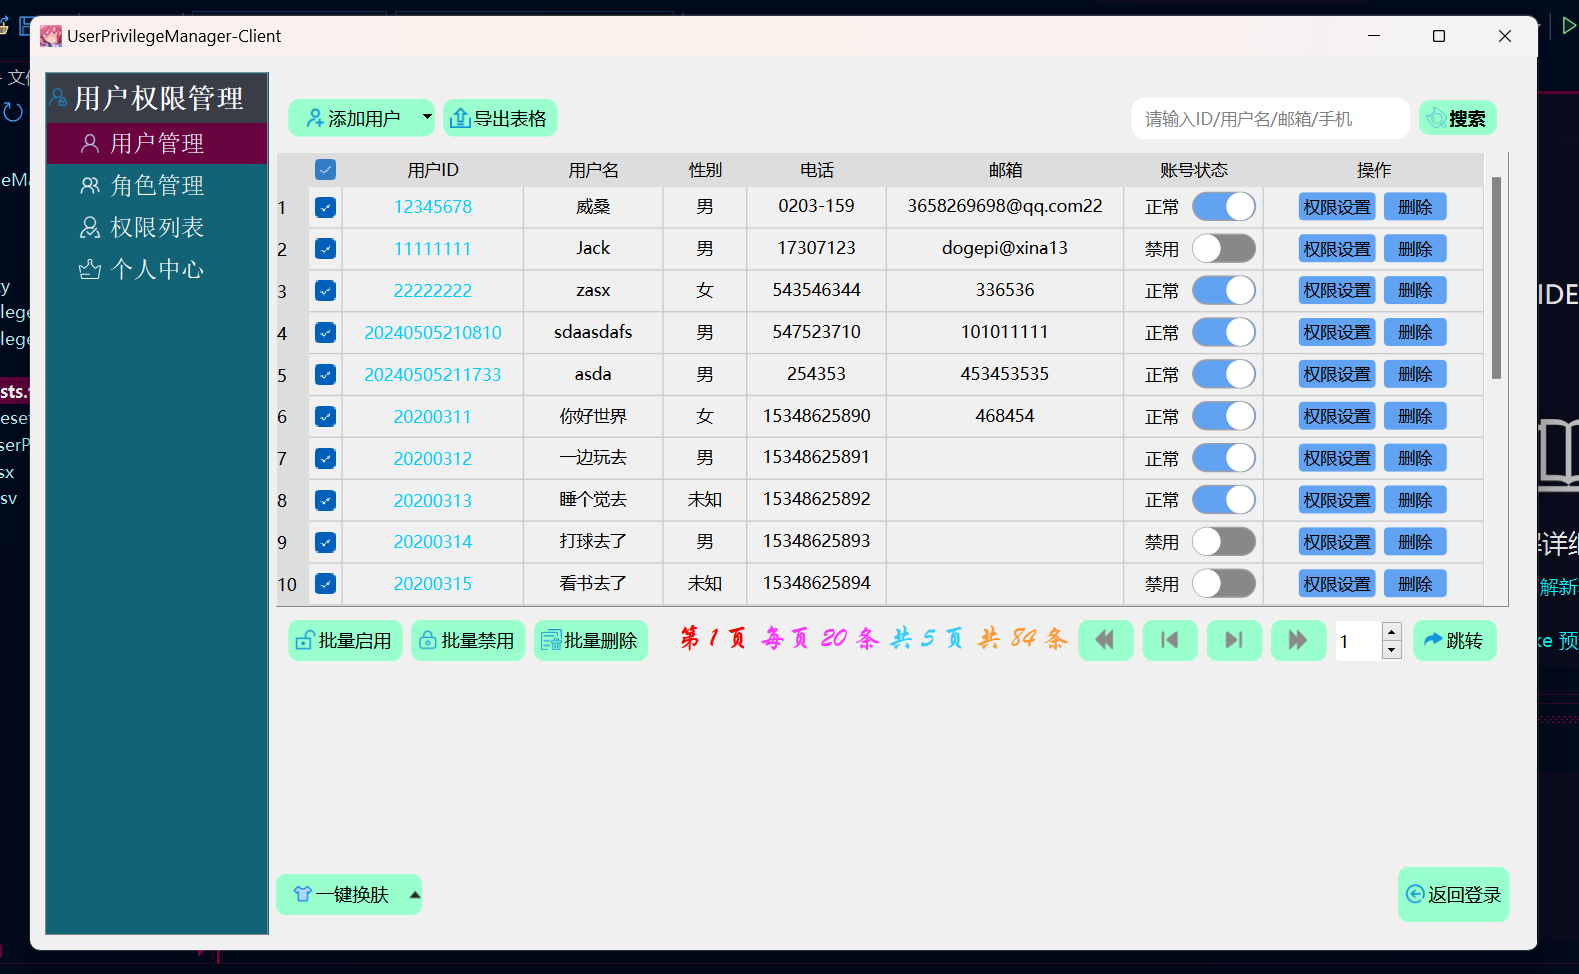 UserPrivilegeManager-Client
用户权限管理
用户管理
角色管理
权限列表
个人中心
添加用户 导出表格 请输入ID/用户名/邮箱/手机 搜索
用户ID 用户名 性别 电话 邮箱 账号状态 操作
1 12345678 威桑 男 0203-159 3658269698@qq.com22 正常 权限设置 删除
2 11111111 Jack 男 17307123 dogepi@xina13 禁用 权限设置 删除
3 22222222 zasx 女 543546344 336536 正常 权限设置 删除
4 20240505210810 sdaasdafs 男 547523710 101011111 正常 权限设置 删除
5 20240505211733 asda 男 254353 453453535 正常 权限设置 删除
6 20200311 你好世界 女 15348625890 468454 正常 权限设置 删除
7 20200312 一边玩去 男 15348625891 正常 权限设置 删除
8 20200313 睡个觉去 未知 15348625892 正常 权限设置 删除
9 20200314 打球去了 男 15348625893 禁用 权限设置 删除
10 20200315 看书去了 未知 15348625894 禁用 权限设置 删除
批量启用 批量禁用 批量删除 第 1 页 每页 20 条 共 5 页 共 84 条 1 跳转
一键换肤 返回登录
IDE
详细
解新
ke 预
sts.
serP
sx
sv